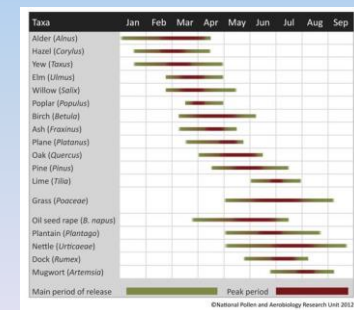 Taxa Jan Feb Mar Apr May Jun Jul Aug Sep
Alder (Alnus)
Hazel (Corylus)
Yew (Taxus)
Elm (Ulmus)
Willow (Salix)
Poplar (Populus)
Birch (Betula)
Ash (Fraxinus)
Plane (Platanus)
Oak (Quercus)
Pine (Pinus)
Lime (Tilia)
Grass (Poaceae)
Oil seed rape (B. napus)
Plantain (Plantago)
Nettle (Urticaeae)
Dock (Rumex)
Mugwort (Artemsia)
Main period of release Peak period
©National Pollen and Aerobiology Research Unit 2012